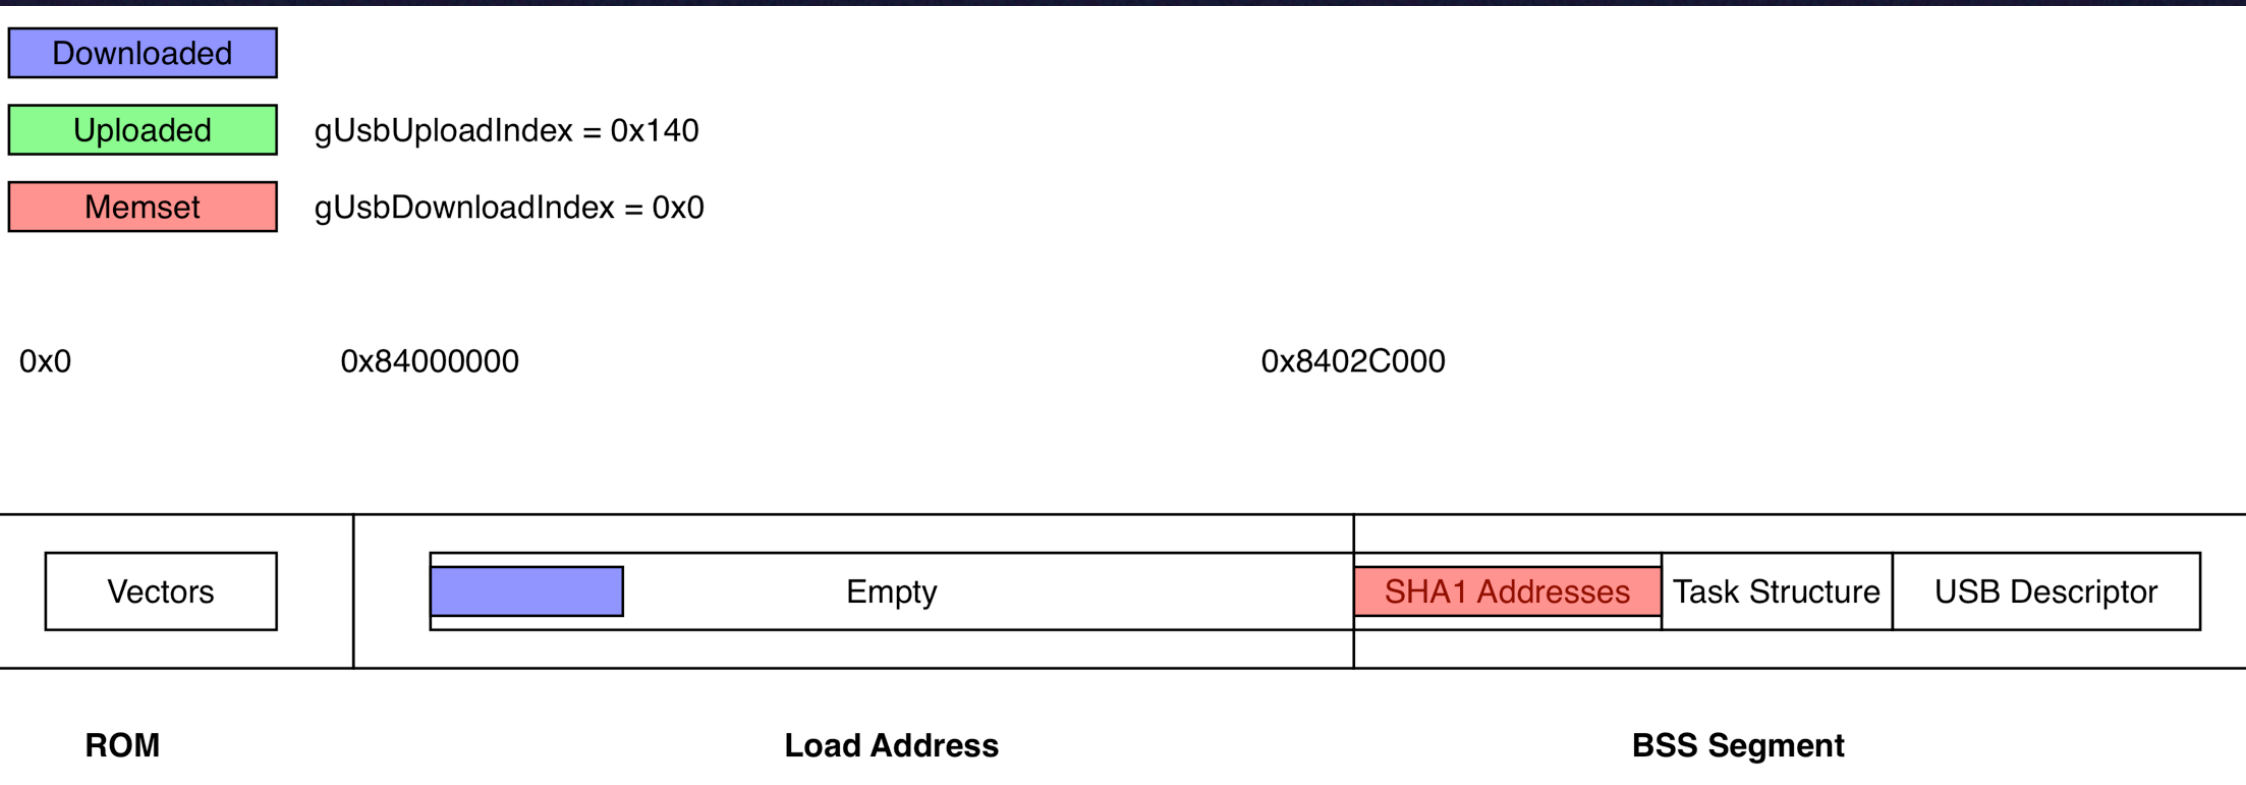 Downloaded
Uploaded gUsbUploadIndex = 0x140
Memset gUsbDownloadIndex = 0x0
0x0 0x84000000 0x8402C000
Vectors Empty SHA1 Addresses Task Structure USB Descriptor
ROM Load Address BSS Segment